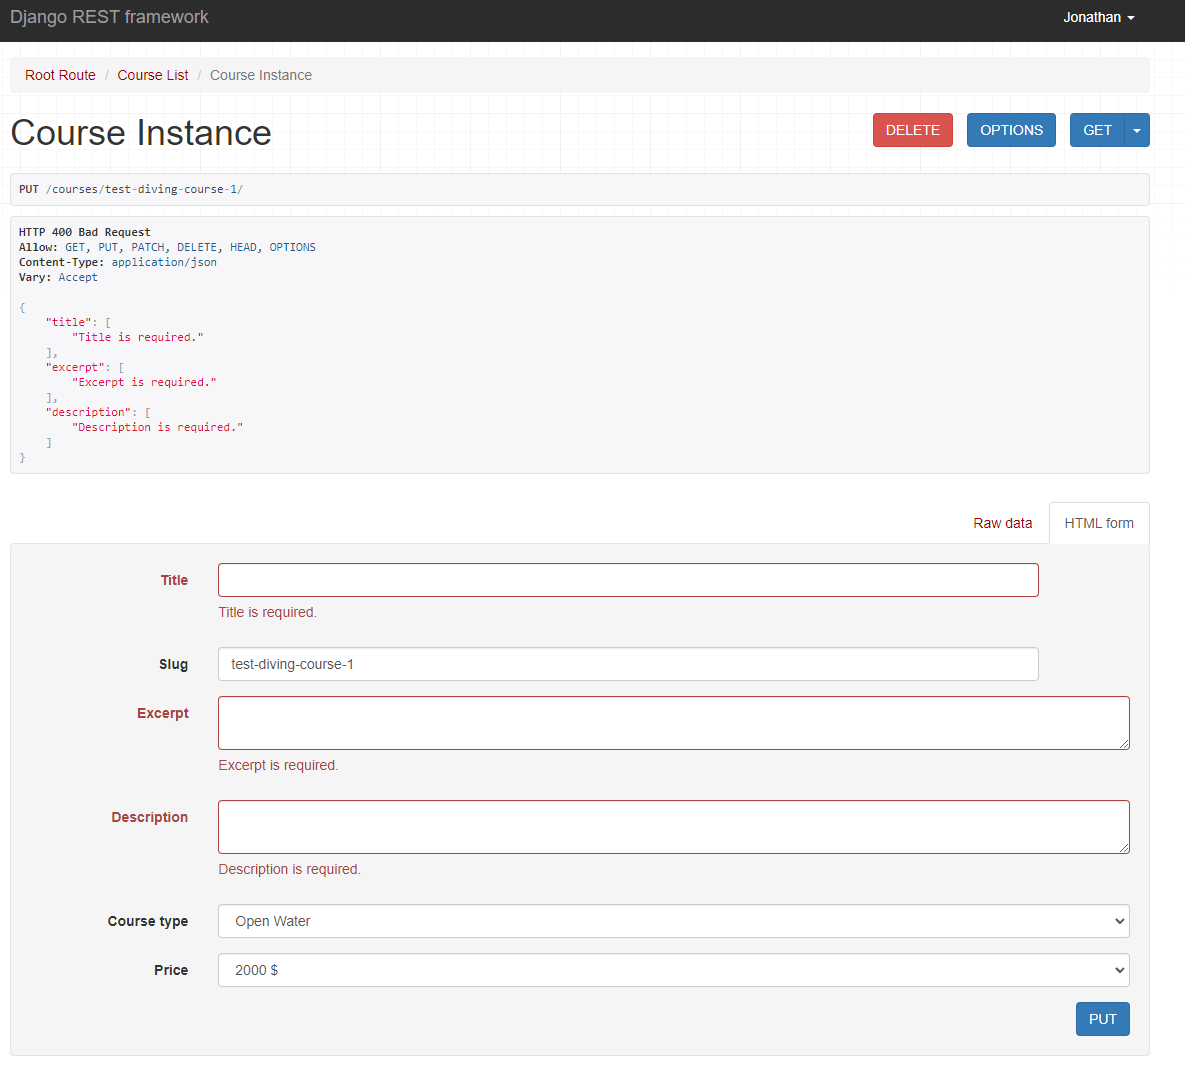 Django REST framework
Jonathan
Root Route / Course List / Course Instance
Course Instance
DELETE
OPTIONS
GET
PUT /courses/test-diving-course-1/
HTTP 400 Bad Request
Allow: GET, PUT, PATCH, DELETE, HEAD, OPTIONS
Content-Type: application/json
Vary: Accept
{
    "title": [
        "Title is required."
    ],
    "excerpt": [
        "Excerpt is required."
    ],
    "description": [
        "Description is required."
    ]
}
Raw data
HTML form
Title
Title is required.
Slug
test-diving-course-1
Excerpt
Excerpt is required.
Description
Description is required.
Course type
Open Water
Price
2000 $
PUT